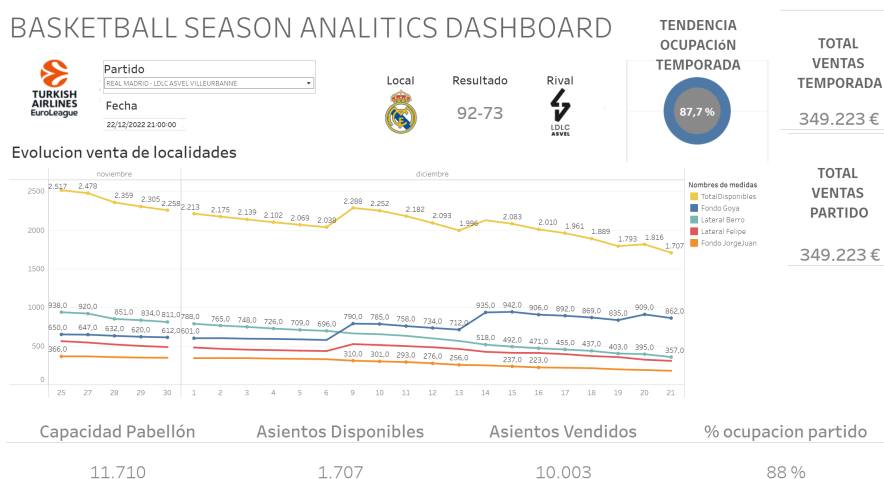 BASKETBALL SEASON ANALITICS DASHBOARD
TURKISH
AIRLINES
EuroLeague
Partido
REAL MADRID - LDLC ASVEL VILLEURBANNE
Fecha
22/12/2022 21:00:00
Local
Resultado
92-73
Rival
LDLC
ASVEL
TENDENCIA
OCUPACIóN
TEMPORADA
87,7 %
TOTAL
VENTAS
TEMPORADA
349.223 €
TOTAL
VENTAS
PARTIDO
349.223 €
Evolucion venta de localidades
noviembre diciembre
2500
2000
1500
1000
500
0
2.517 2.478 2.359 2.305 2.258 2.213 2.175 2.139 2.102 2.069 2.039 2.288 2.252 2.182 2.093 1.996 2.083 2.010 1.961 1.889 1.793 1.816 1.707
938,0 920,0 851,0 834,0 811,0 788,0 765,0 748,0 726,0 709,0 696,0 790,0 785,0 758,0 734,0 712,0 935,0 942,0 906,0 892,0 869,0 835,0 909,0 862,0
650,0 647,0 632,0 620,0 612,0 601,0 518,0 492,0 471,0 455,0 437,0 403,0 395,0 357,0
366,0 310,0 301,0 293,0 276,0 256,0 237,0 223,0
25 27 28 29 30 1 2 3 4 5 6 9 10 11 12 13 14 15 16 17 18 19 20 21
Nombres de medidas
TotalDisponibles
Fondo Goya
Lateral Berro
Lateral Felipe
Fondo JorgeJuan
Capacidad Pabellón Asientos Disponibles Asientos Vendidos % ocupacion partido
11.710 1.707 10.003 88 %